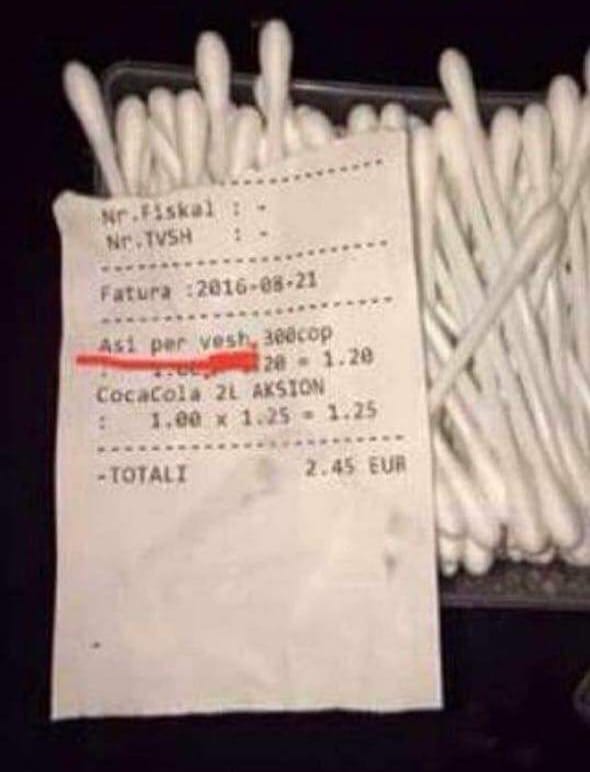 Nr.Fiskal : -
Nr.TVSH : -
Fatura :2016-08-21
Asi per vesh 300cop
: 20 = 1.20
CocaCola 2L AKSION
: 1.00 x 1.25 = 1.25
-TOTALI 2.45 EUR